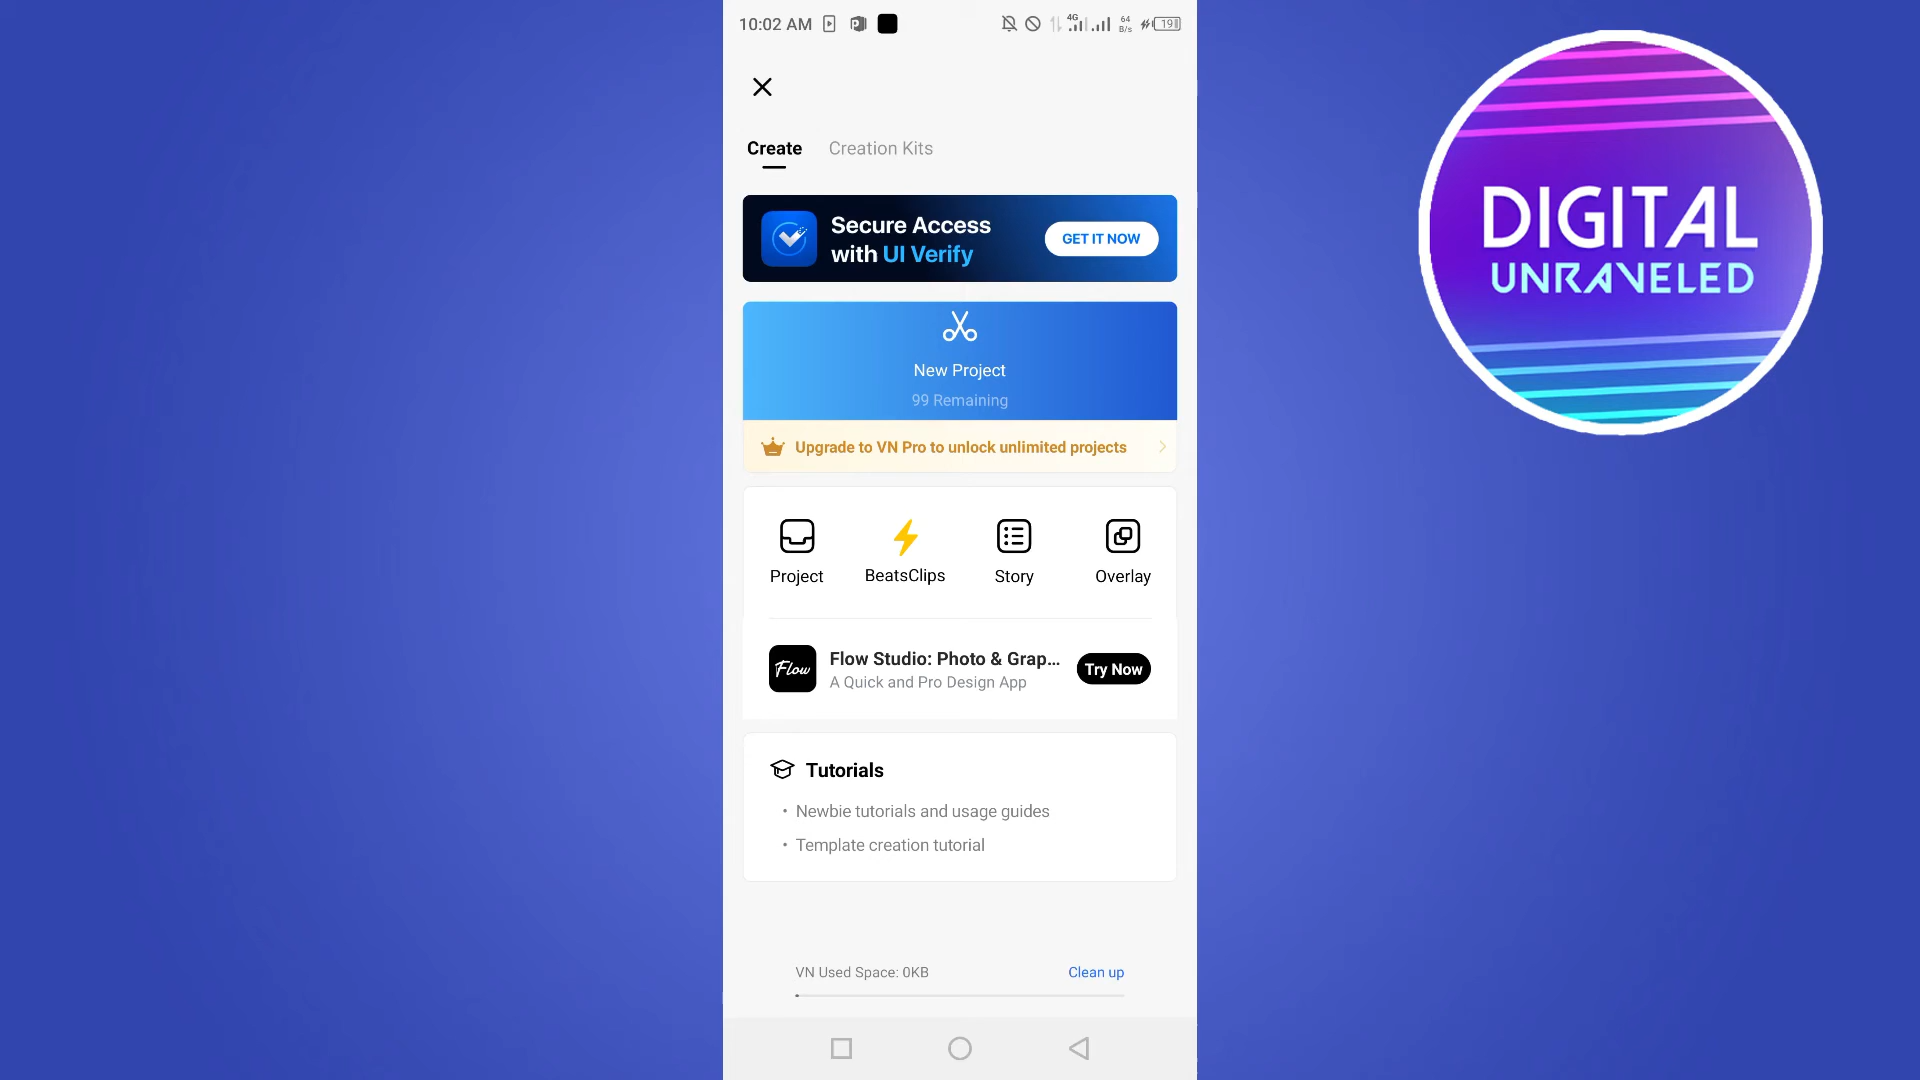 10:02 AM
4G
64
B/s
19
Create
Creation Kits
Secure Access
with UI Verify
GET IT NOW
New Project
99 Remaining
Upgrade to VN Pro to unlock unlimited projects
Project
BeatsClips
Story
Overlay
Flow
Flow Studio: Photo & Grap...
A Quick and Pro Design App
Try Now
Tutorials
• Newbie tutorials and usage guides
• Template creation tutorial
VN Used Space: 0KB
Clean up
DIGITAL
UNRAVELED